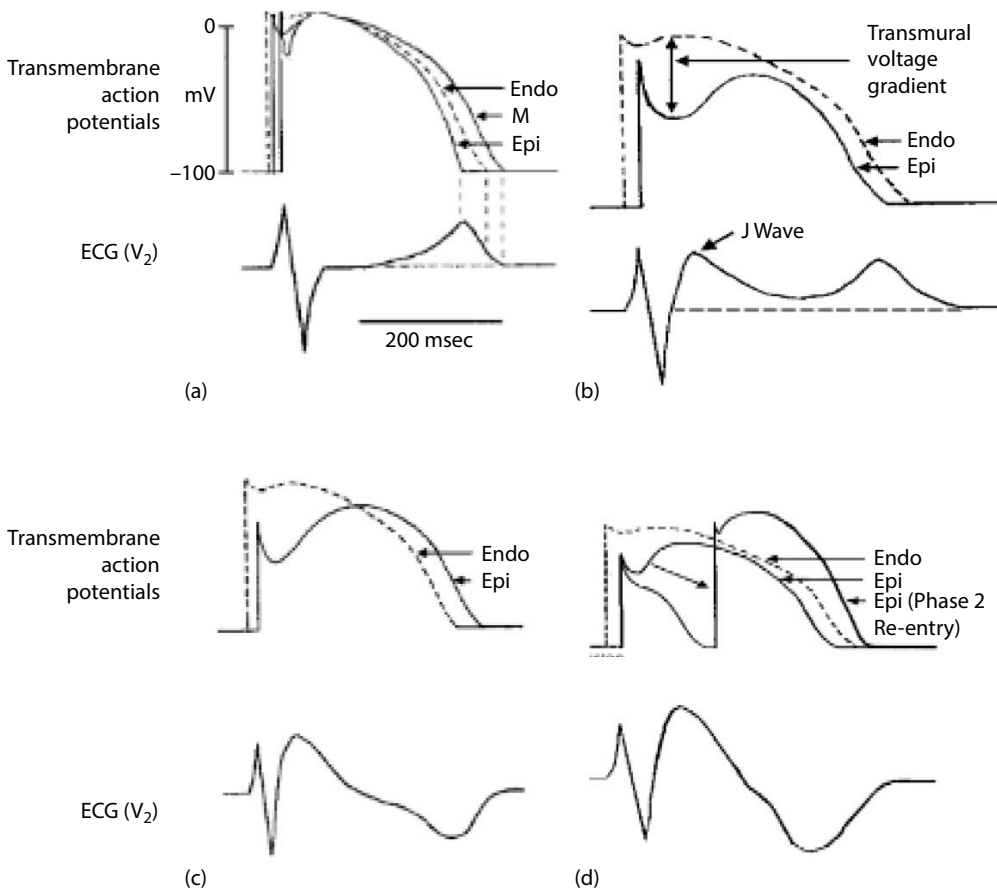 0
Transmembrane
action
potentials
mV
–100
Endo
M
Epi
ECG (V2)
200 msec
(a)
Transmural
voltage
gradient
Endo
Epi
J Wave
(b)
Transmembrane
action
potentials
Endo
Epi
ECG (V2)
(c)
Endo
Epi
Epi (Phase 2
Re-entry)
(d)